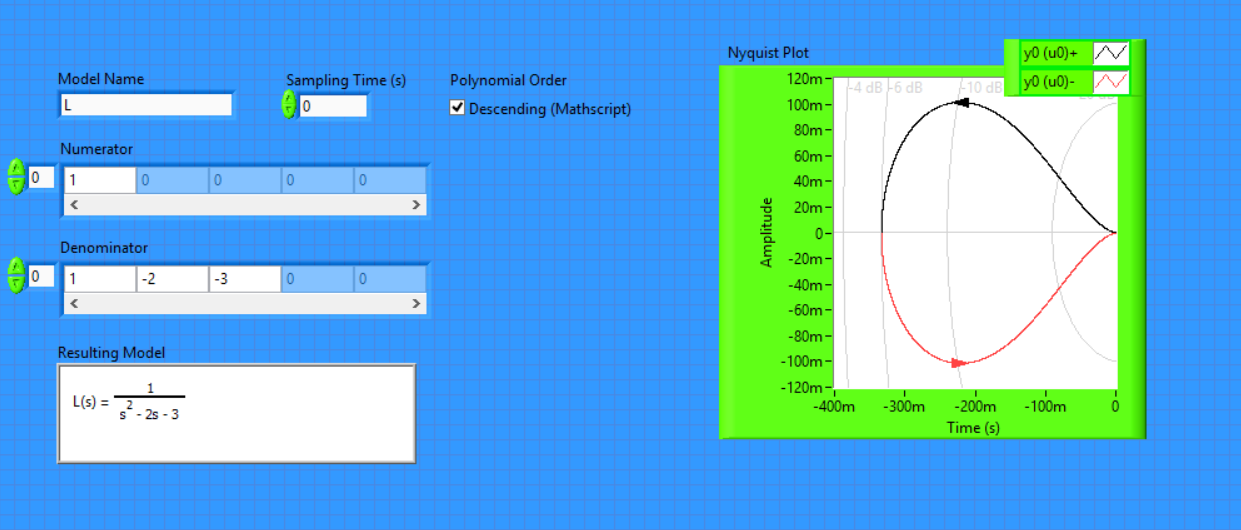 Model Name
L
Sampling Time (s)
0
Polynomial Order
Descending (Mathscript)
Numerator
0
1 0 0 0 0
Denominator
0
1 -2 -3 0 0
Resulting Model
L(s) = 1 / s^2 - 2s - 3
Nyquist Plot
y0 (u0)+
y0 (u0)-
-4 dB -6 dB -10 dB
120m
100m
80m
60m
40m
20m
0
-20m
-40m
-60m
-80m
-100m
-120m
Amplitude
-400m -300m -200m -100m 0
Time (s)